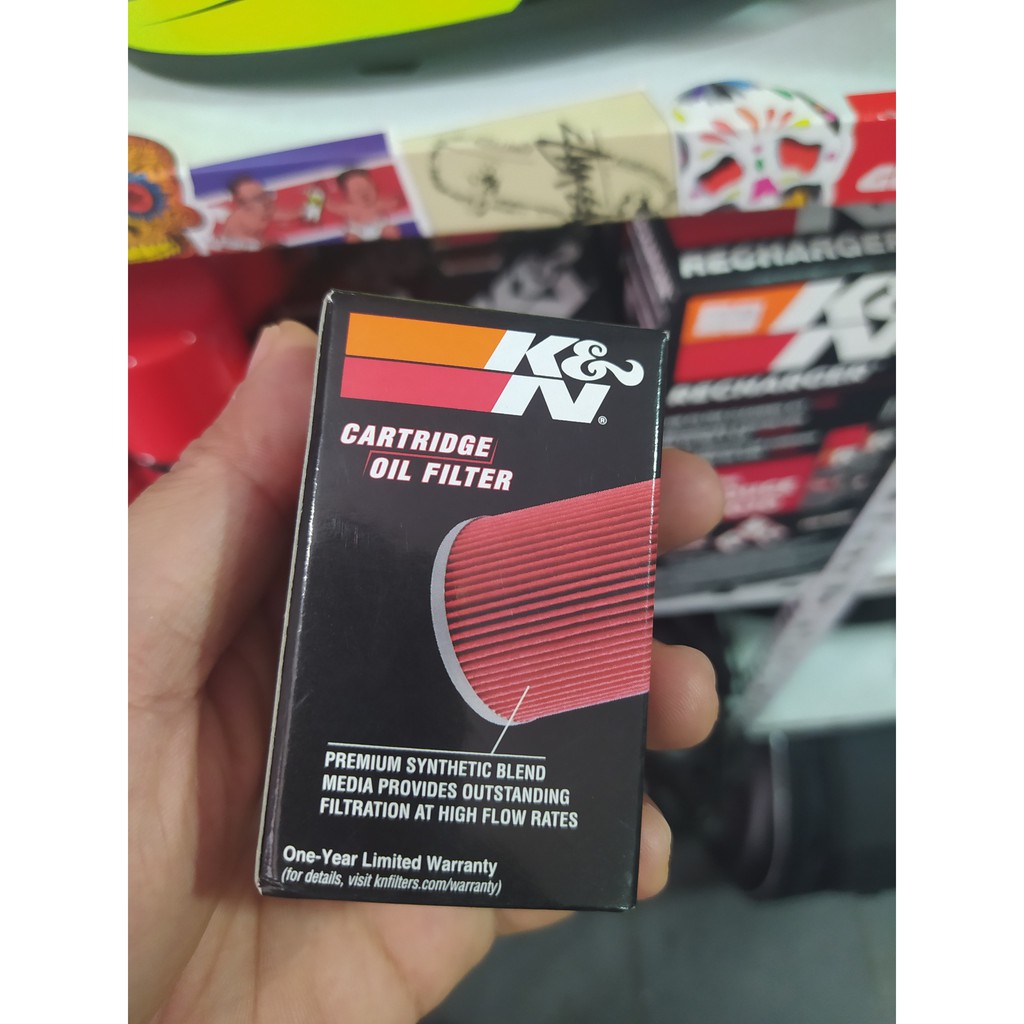 RECHARGER
K&N
RECHARGER
K&N®
CARTRIDGE
OIL FILTER
PREMIUM SYNTHETIC BLEND
MEDIA PROVIDES OUTSTANDING
FILTRATION AT HIGH FLOW RATES
One-Year Limited Warranty
(for details, visit knfilters.com/warranty)